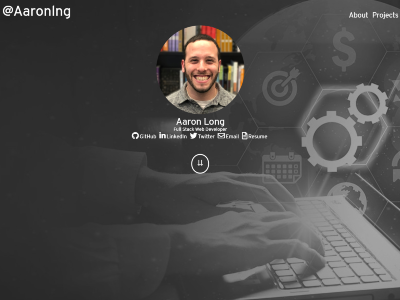 @Aaronlng
About Projects
Aaron Long
Full Stack Web Developer
GitHub LinkedIn Twitter Email Resume